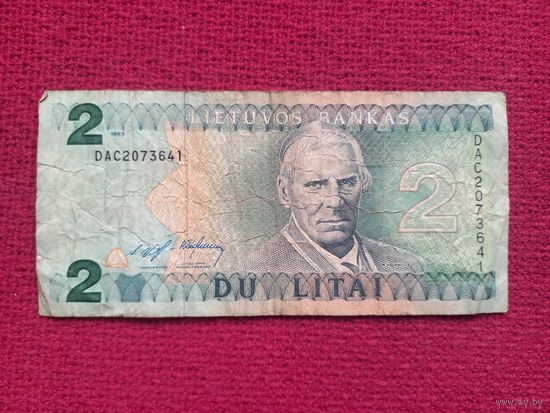 2 1993 LIETUVOS BANKAS
DAC2073641
2
DAC2073641
2 DU LITAI
www.ay.by